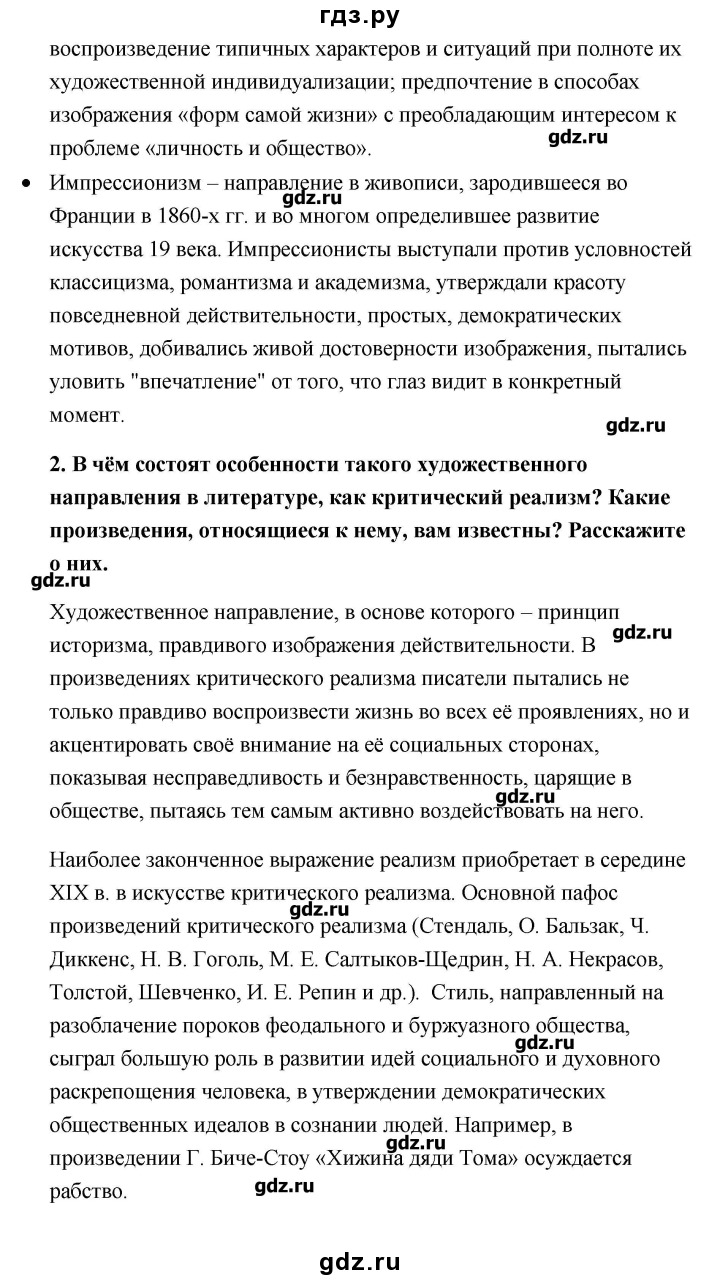 гдз.ру
воспроизведение типичных характеров и ситуаций при полноте их
художественной индивидуализации; предпочтение в способах
изображения «форм самой жизни» с преобладающим интересом к
gdz.ru
проблеме «личность и общество».
• Импрессионизм – направление в живописи, зародившееся во
gdz.ru
Франции в 1860-х гг. и во многом определившее развитие
искусства 19 века. Импрессионисты выступали против условностей
классицизма, романтизма и академизма, утверждали красоту
повседневной действительности, простых, демократических
мотивов, добивались живой достоверности изображения, пытались
уловить "впечатление" от того, что глаз видит в конкретный
момент.
gdz.ru
2. В чём состоят особенности такого художественного
направления в литературе, как критический реализм? Какие
произведения, относящиеся к нему, вам известны? Расскажите
о них.
gdz.ru
Художественное направление, в основе которого – принцип
gdz.ru
историзма, правдивого изображения действительности. В
произведениях критического реализма писатели пытались не
только правдиво воспроизвести жизнь во всех её проявлениях, но и
акцентировать своё внимание на её социальных сторонах,
показывая несправедливость и безнравственность, царящие в
gdz.ru
обществе, пытаясь тем самым активно воздействовать на него.
Наиболее законченное выражение реализм приобретает в середине
XIX в. в искусстве критического реализма. Основной пафос
gdz.ru
произведений критического реализма (Стендаль, О. Бальзак, Ч.
Диккенс, Н. В. Гоголь, М. Е. Салтыков-Щедрин, Н. А. Некрасов,
Толстой, Шевченко, И. Е. Репин и др.). Стиль, направленный на
разоблачение пороков феодального и буржуазного общества,
gdz.ru
сыграл большую роль в развитии идей социального и духовного
раскрепощения человека, в утверждении демократических
общественных идеалов в сознании людей. Например, в
gdz.ru
произведении Г. Биче-Стоу «Хижина дяди Тома» осуждается
рабство.
gdz.ru
gdz.ru